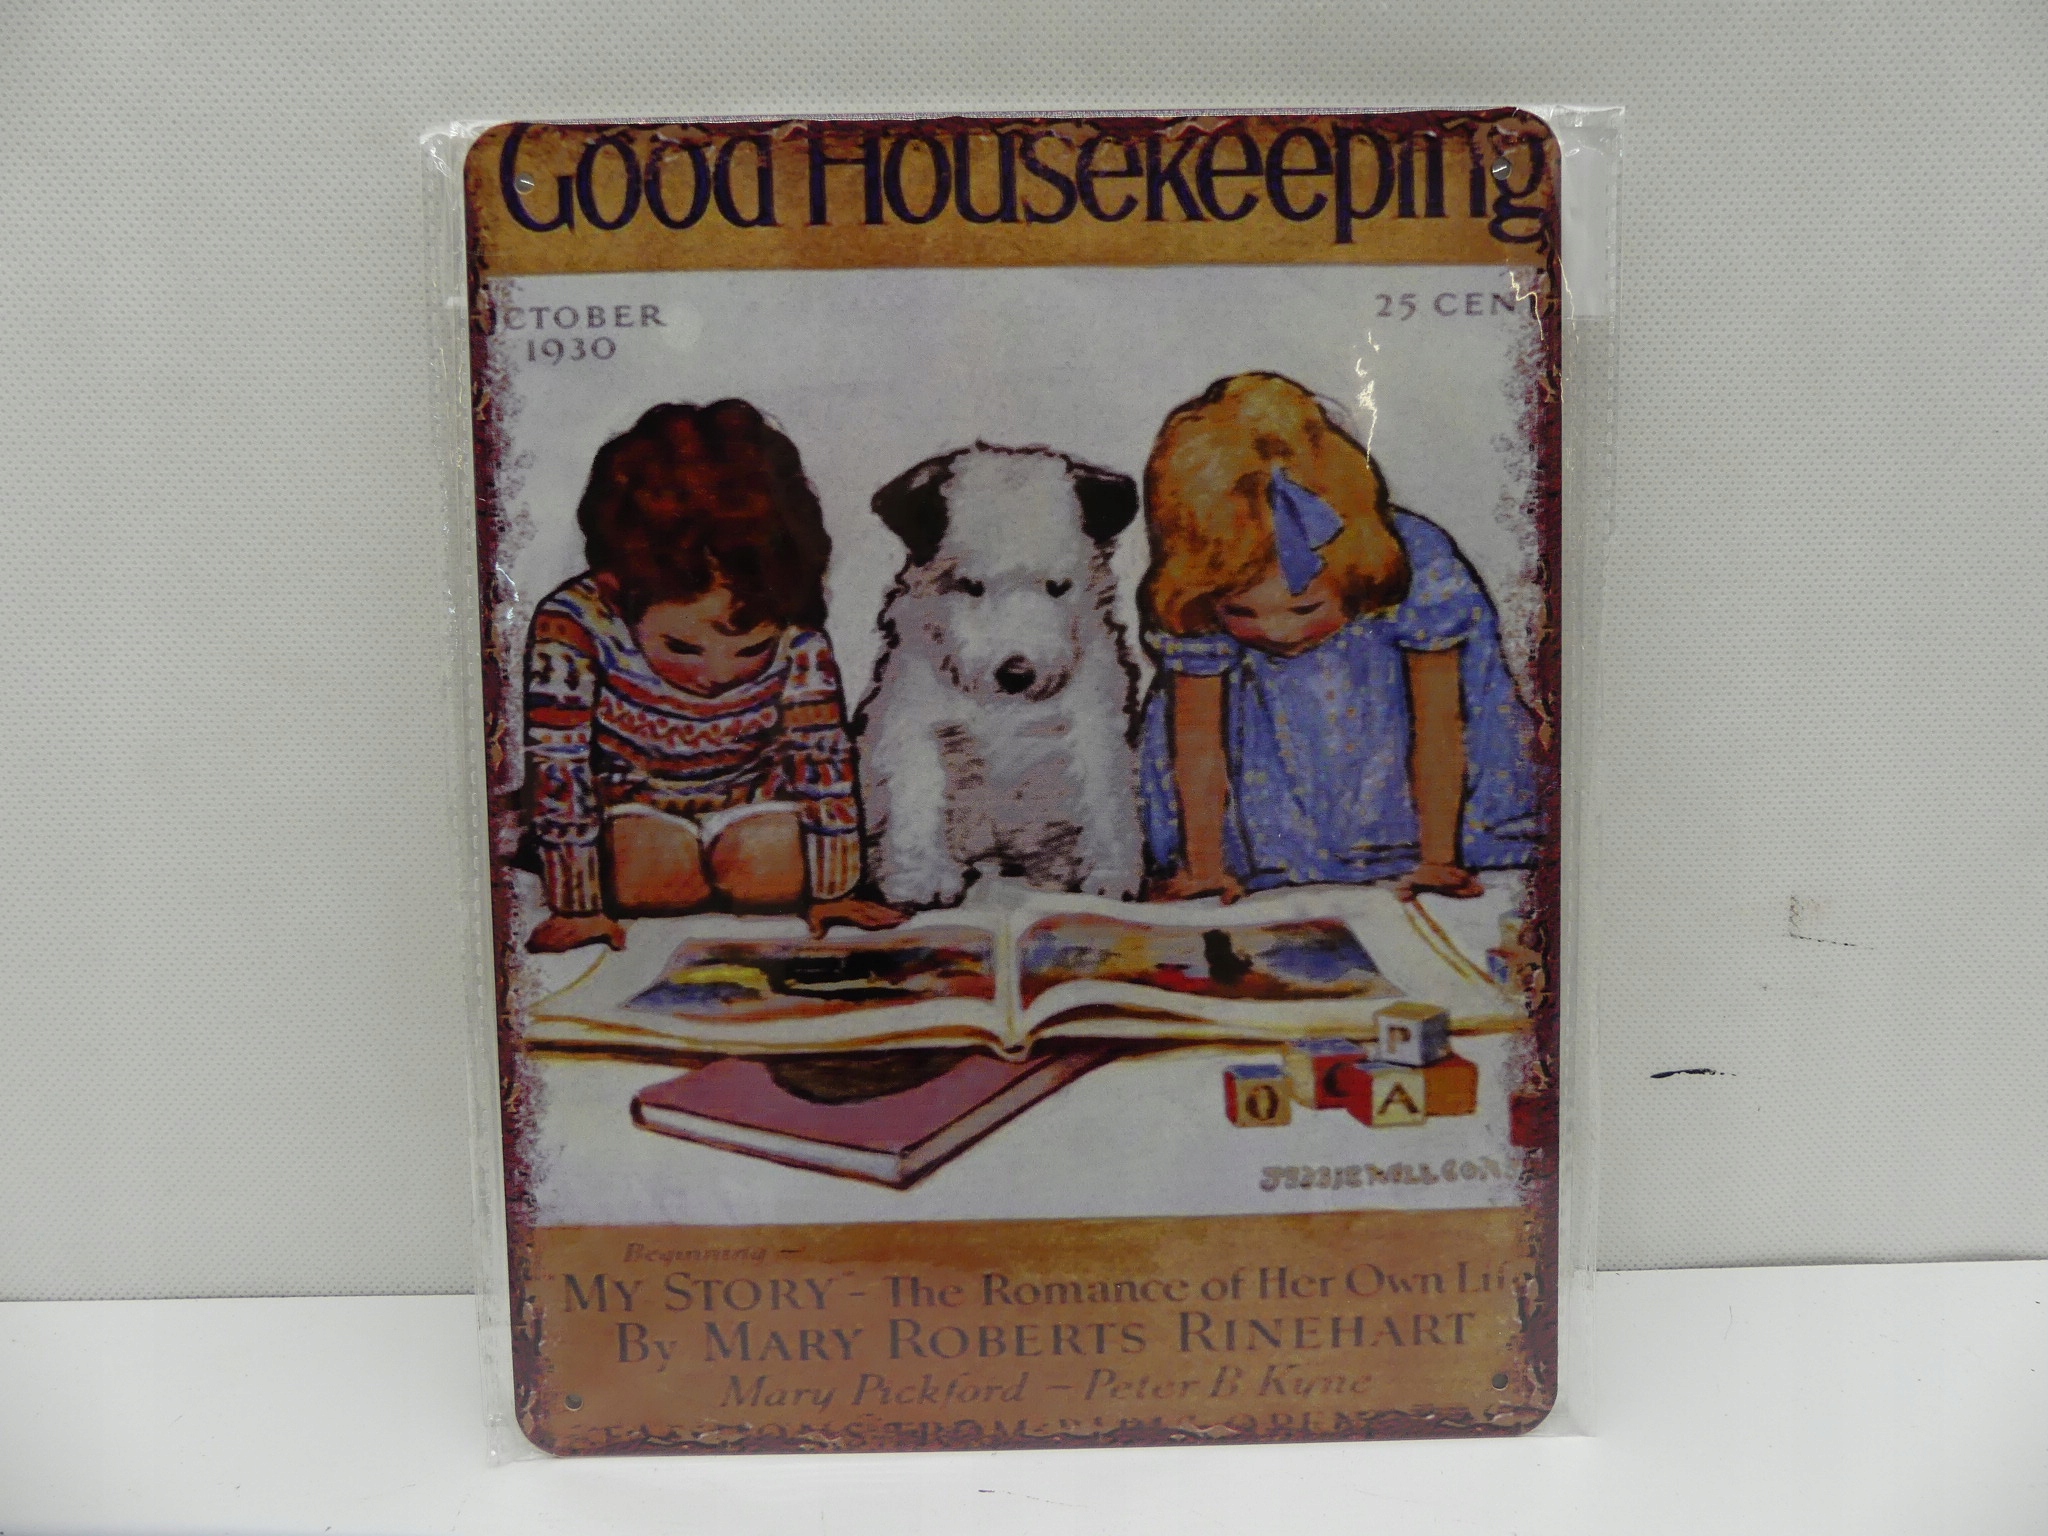 Good Housekeeping
CTOBER
1930
25 CEN
P
O C A
Beginning –
MY STORY – The Romance of Her Own Life
By MARY ROBERTS RINEHART
Mary Pickford – Peter B Kyne